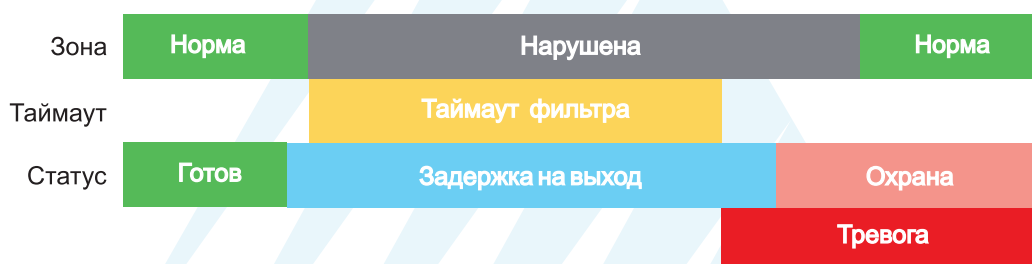 Зона Норма Нарушена Норма
Таймаут Таймаут фильтра
Статус Готов Задержка на выход Охрана
Тревога